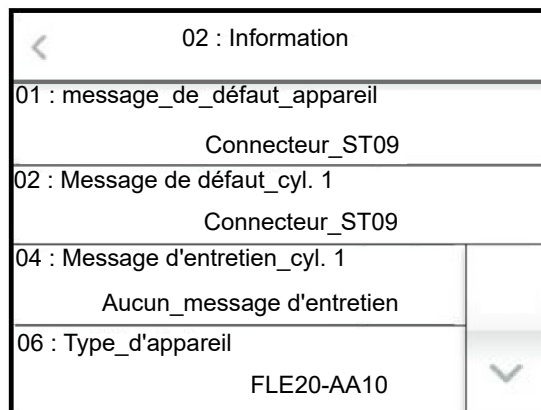 02 : Information
01 : message_de_défaut_appareil
Connecteur_ST09
02 : Message de défaut_cyl. 1
Connecteur_ST09
04 : Message d'entretien_cyl. 1
Aucun_message d'entretien
06 : Type_d'appareil
FLE20-AA10